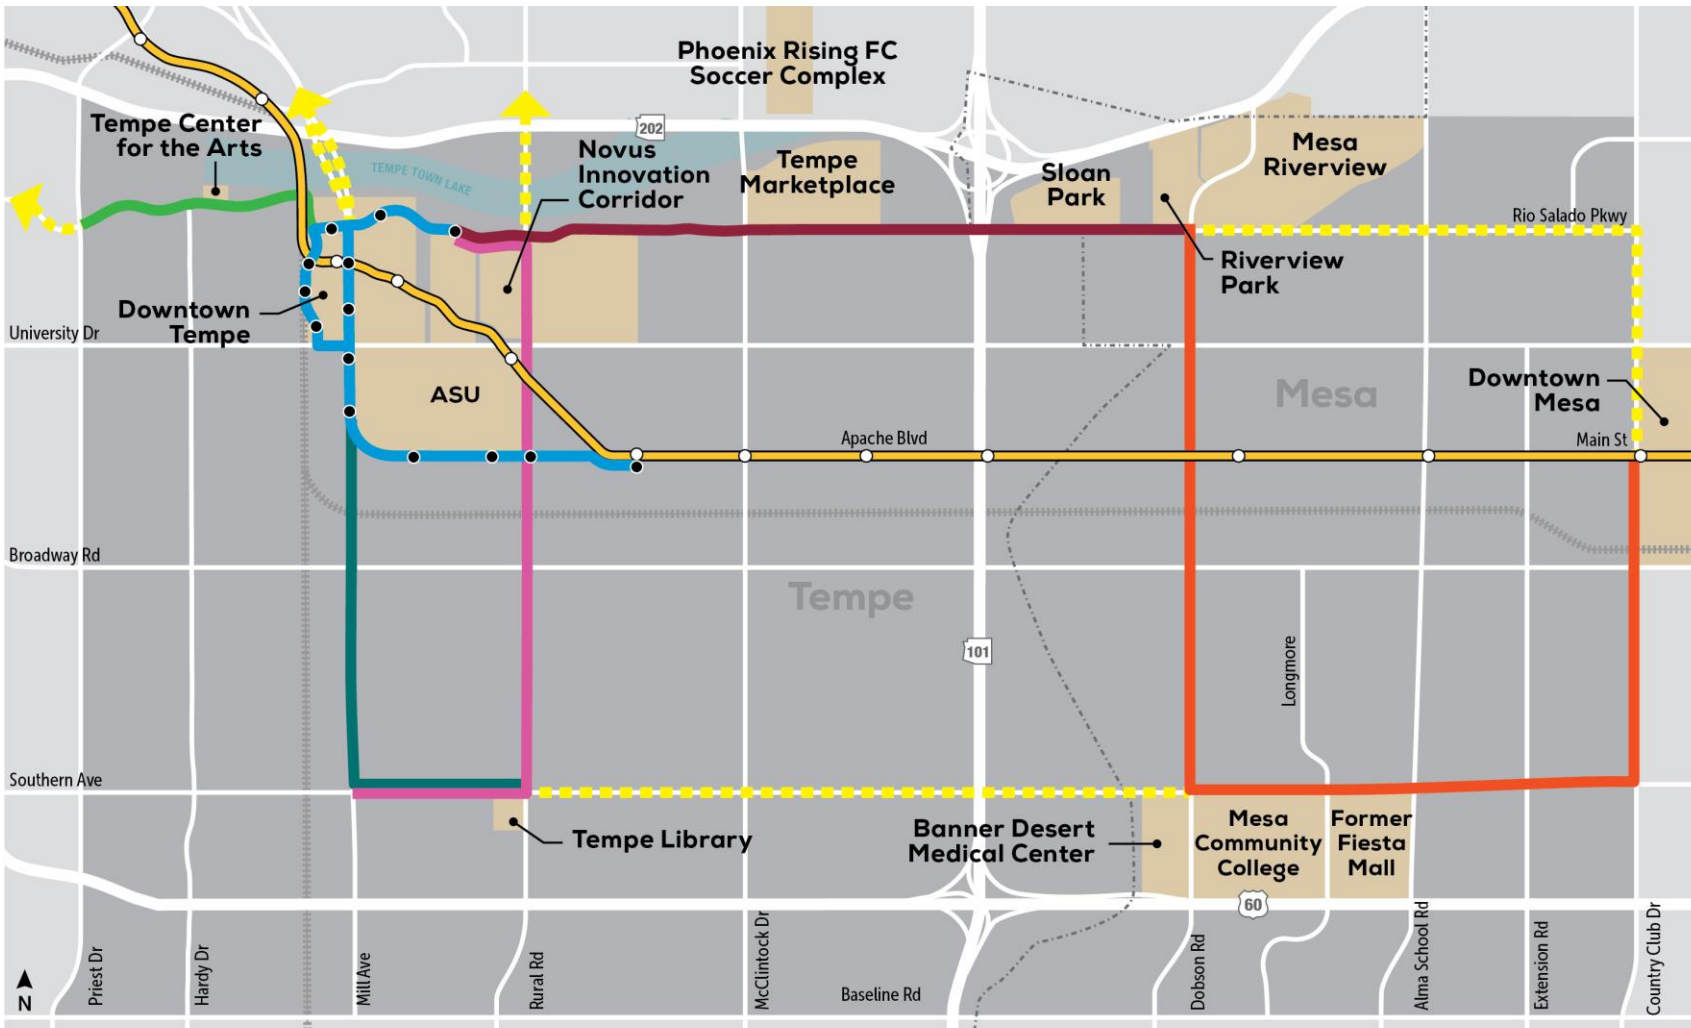 Phoenix Rising FC
Soccer Complex
Tempe Center
for the Arts
202
Novus
Innovation
Corridor
TEMPE TOWN LAKE
Tempe
Marketplace
Sloan
Park
Mesa
Riverview
Rio Salado Pkwy
Riverview
Park
Downtown
Tempe
University Dr
ASU
Mesa
Downtown
Mesa
Apache Blvd
Main St
Broadway Rd
Tempe
101
Longmore
Southern Ave
Tempe Library
Banner Desert
Medical Center
Mesa
Community
College
Former
Fiesta
Mall
60
N
Priest Dr
Hardy Dr
Mill Ave
Rural Rd
McClintock Dr
Baseline Rd
Dobson Rd
Alma School Rd
Extension Rd
Country Club Dr